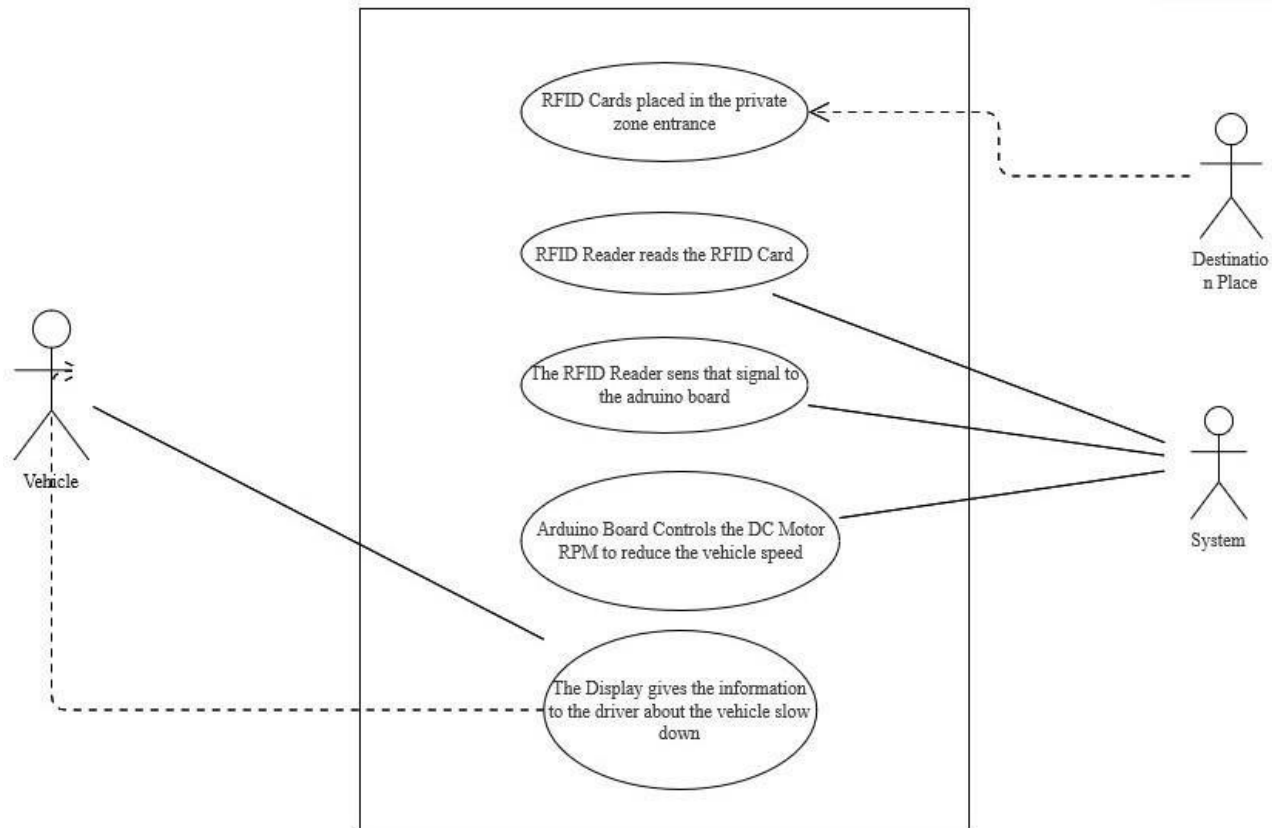 RFID Cards placed in the private
zone entrance
RFID Reader reads the RFID Card
Destinatio
n Place
The RFID Reader sens that signal to
the adruino board
Vehicle
Arduino Board Controls the DC Motor
RPM to reduce the vehicle speed
System
The Display gives the information
to the driver about the vehicle slow
down